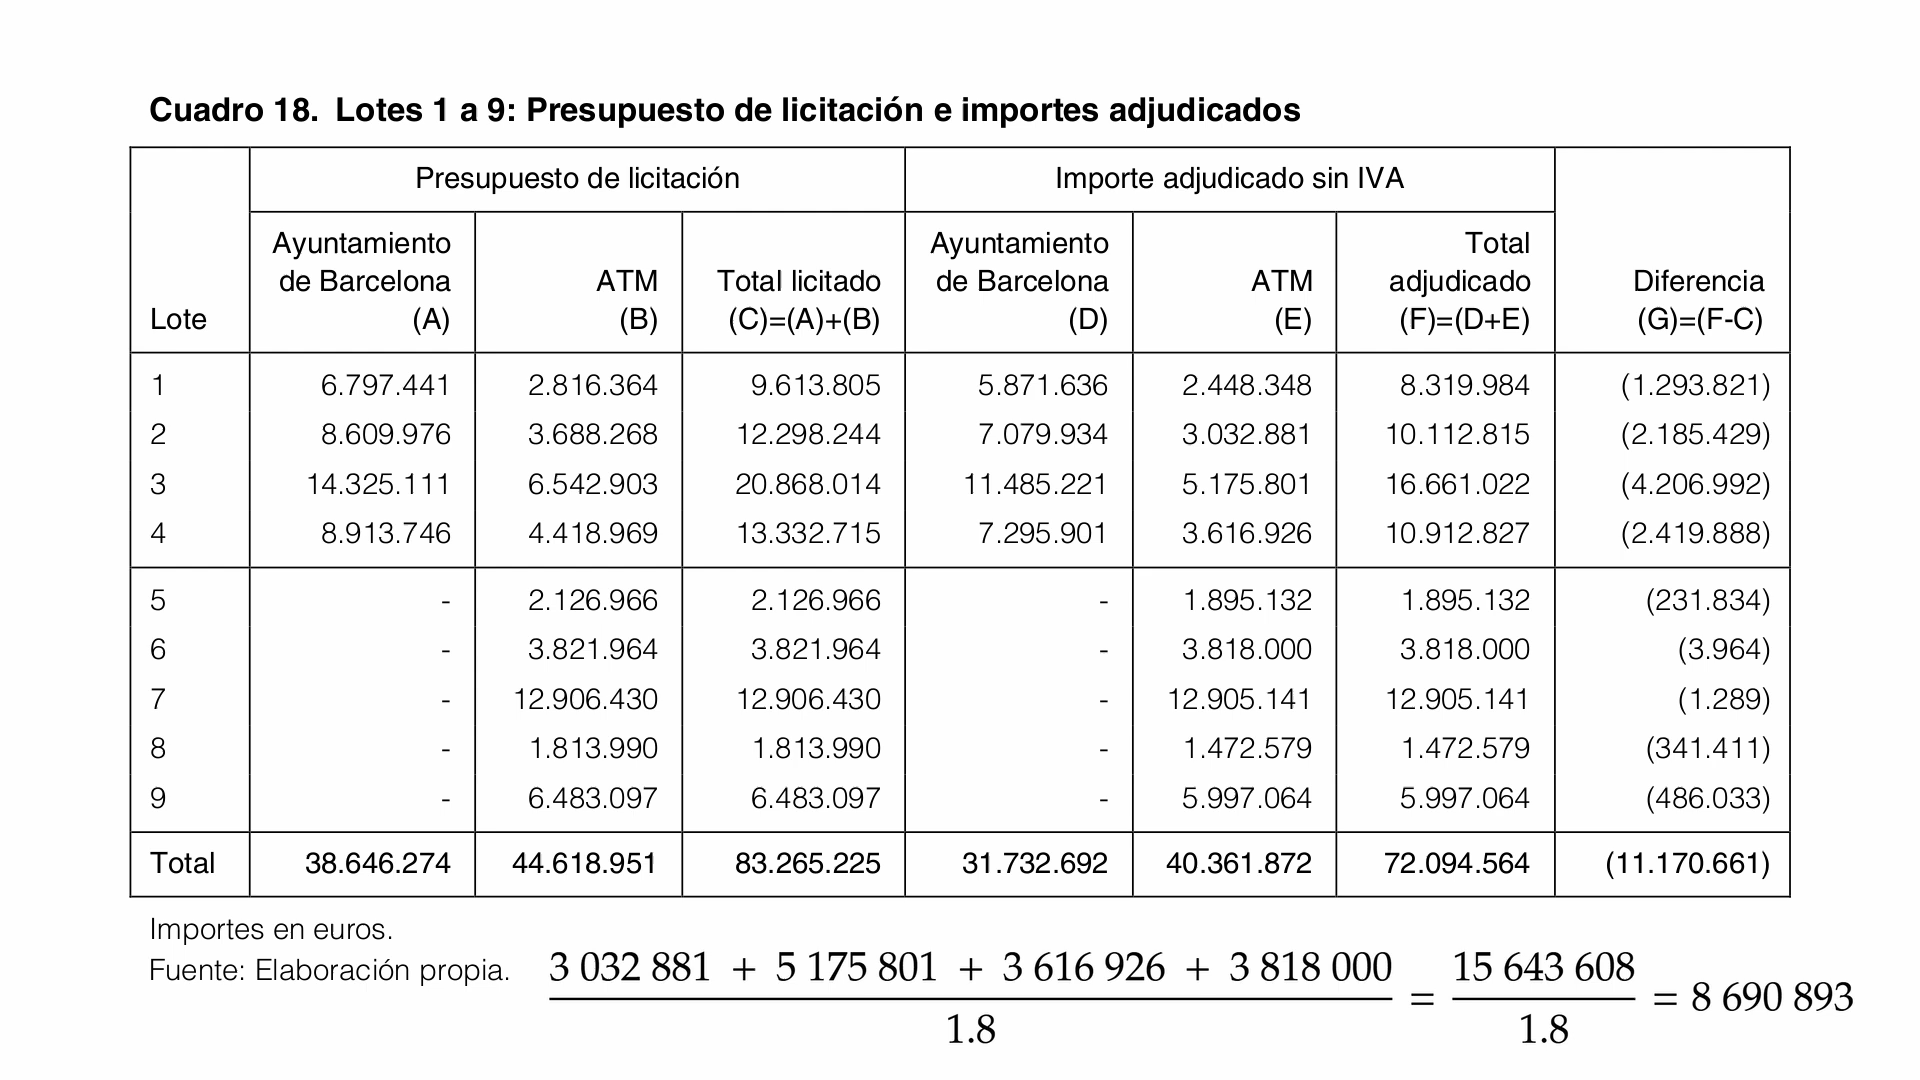 Cuadro 18. Lotes 1 a 9: Presupuesto de licitación e importes adjudicados
Presupuesto de licitación Importe adjudicado sin IVA
Lote Ayuntamiento de Barcelona (A) ATM (B) Total licitado (C)=(A)+(B) Ayuntamiento de Barcelona (D) ATM (E) Total adjudicado (F)=(D+E) Diferencia (G)=(F-C)
1 6.797.441 2.816.364 9.613.805 5.871.636 2.448.348 8.319.984 (1.293.821)
2 8.609.976 3.688.268 12.298.244 7.079.934 3.032.881 10.112.815 (2.185.429)
3 14.325.111 6.542.903 20.868.014 11.485.221 5.175.801 16.661.022 (4.206.992)
4 8.913.746 4.418.969 13.332.715 7.295.901 3.616.926 10.912.827 (2.419.888)
5 - 2.126.966 2.126.966 - 1.895.132 1.895.132 (231.834)
6 - 3.821.964 3.821.964 - 3.818.000 3.818.000 (3.964)
7 - 12.906.430 12.906.430 - 12.905.141 12.905.141 (1.289)
8 - 1.813.990 1.813.990 - 1.472.579 1.472.579 (341.411)
9 - 6.483.097 6.483.097 - 5.997.064 5.997.064 (486.033)
Total 38.646.274 44.618.951 83.265.225 31.732.692 40.361.872 72.094.564 (11.170.661)
Importes en euros.
Fuente: Elaboración propia.
3 032 881 + 5 175 801 + 3 616 926 + 3 818 000 / 1.8 = 15 643 608 / 1.8 = 8 690 893